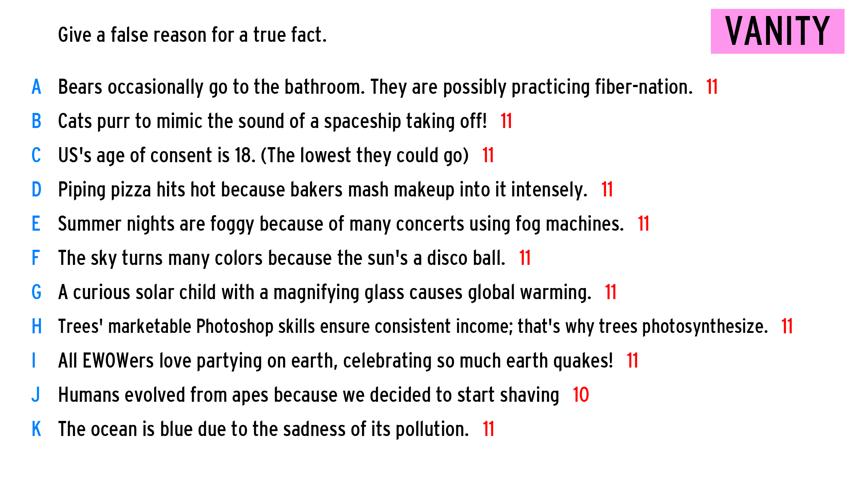 Give a false reason for a true fact.
VANITY
A Bears occasionally go to the bathroom. They are possibly practicing fiber-nation. 11
B Cats purr to mimic the sound of a spaceship taking off! 11
C US's age of consent is 18. (The lowest they could go) 11
D Piping pizza hits hot because bakers mash makeup into it intensely. 11
E Summer nights are foggy because of many concerts using fog machines. 11
F The sky turns many colors because the sun's a disco ball. 11
G A curious solar child with a magnifying glass causes global warming. 11
H Trees' marketable Photoshop skills ensure consistent income; that's why trees photosynthesize. 11
I All EWOWers love partying on earth, celebrating so much earth quakes! 11
J Humans evolved from apes because we decided to start shaving 10
K The ocean is blue due to the sadness of its pollution. 11